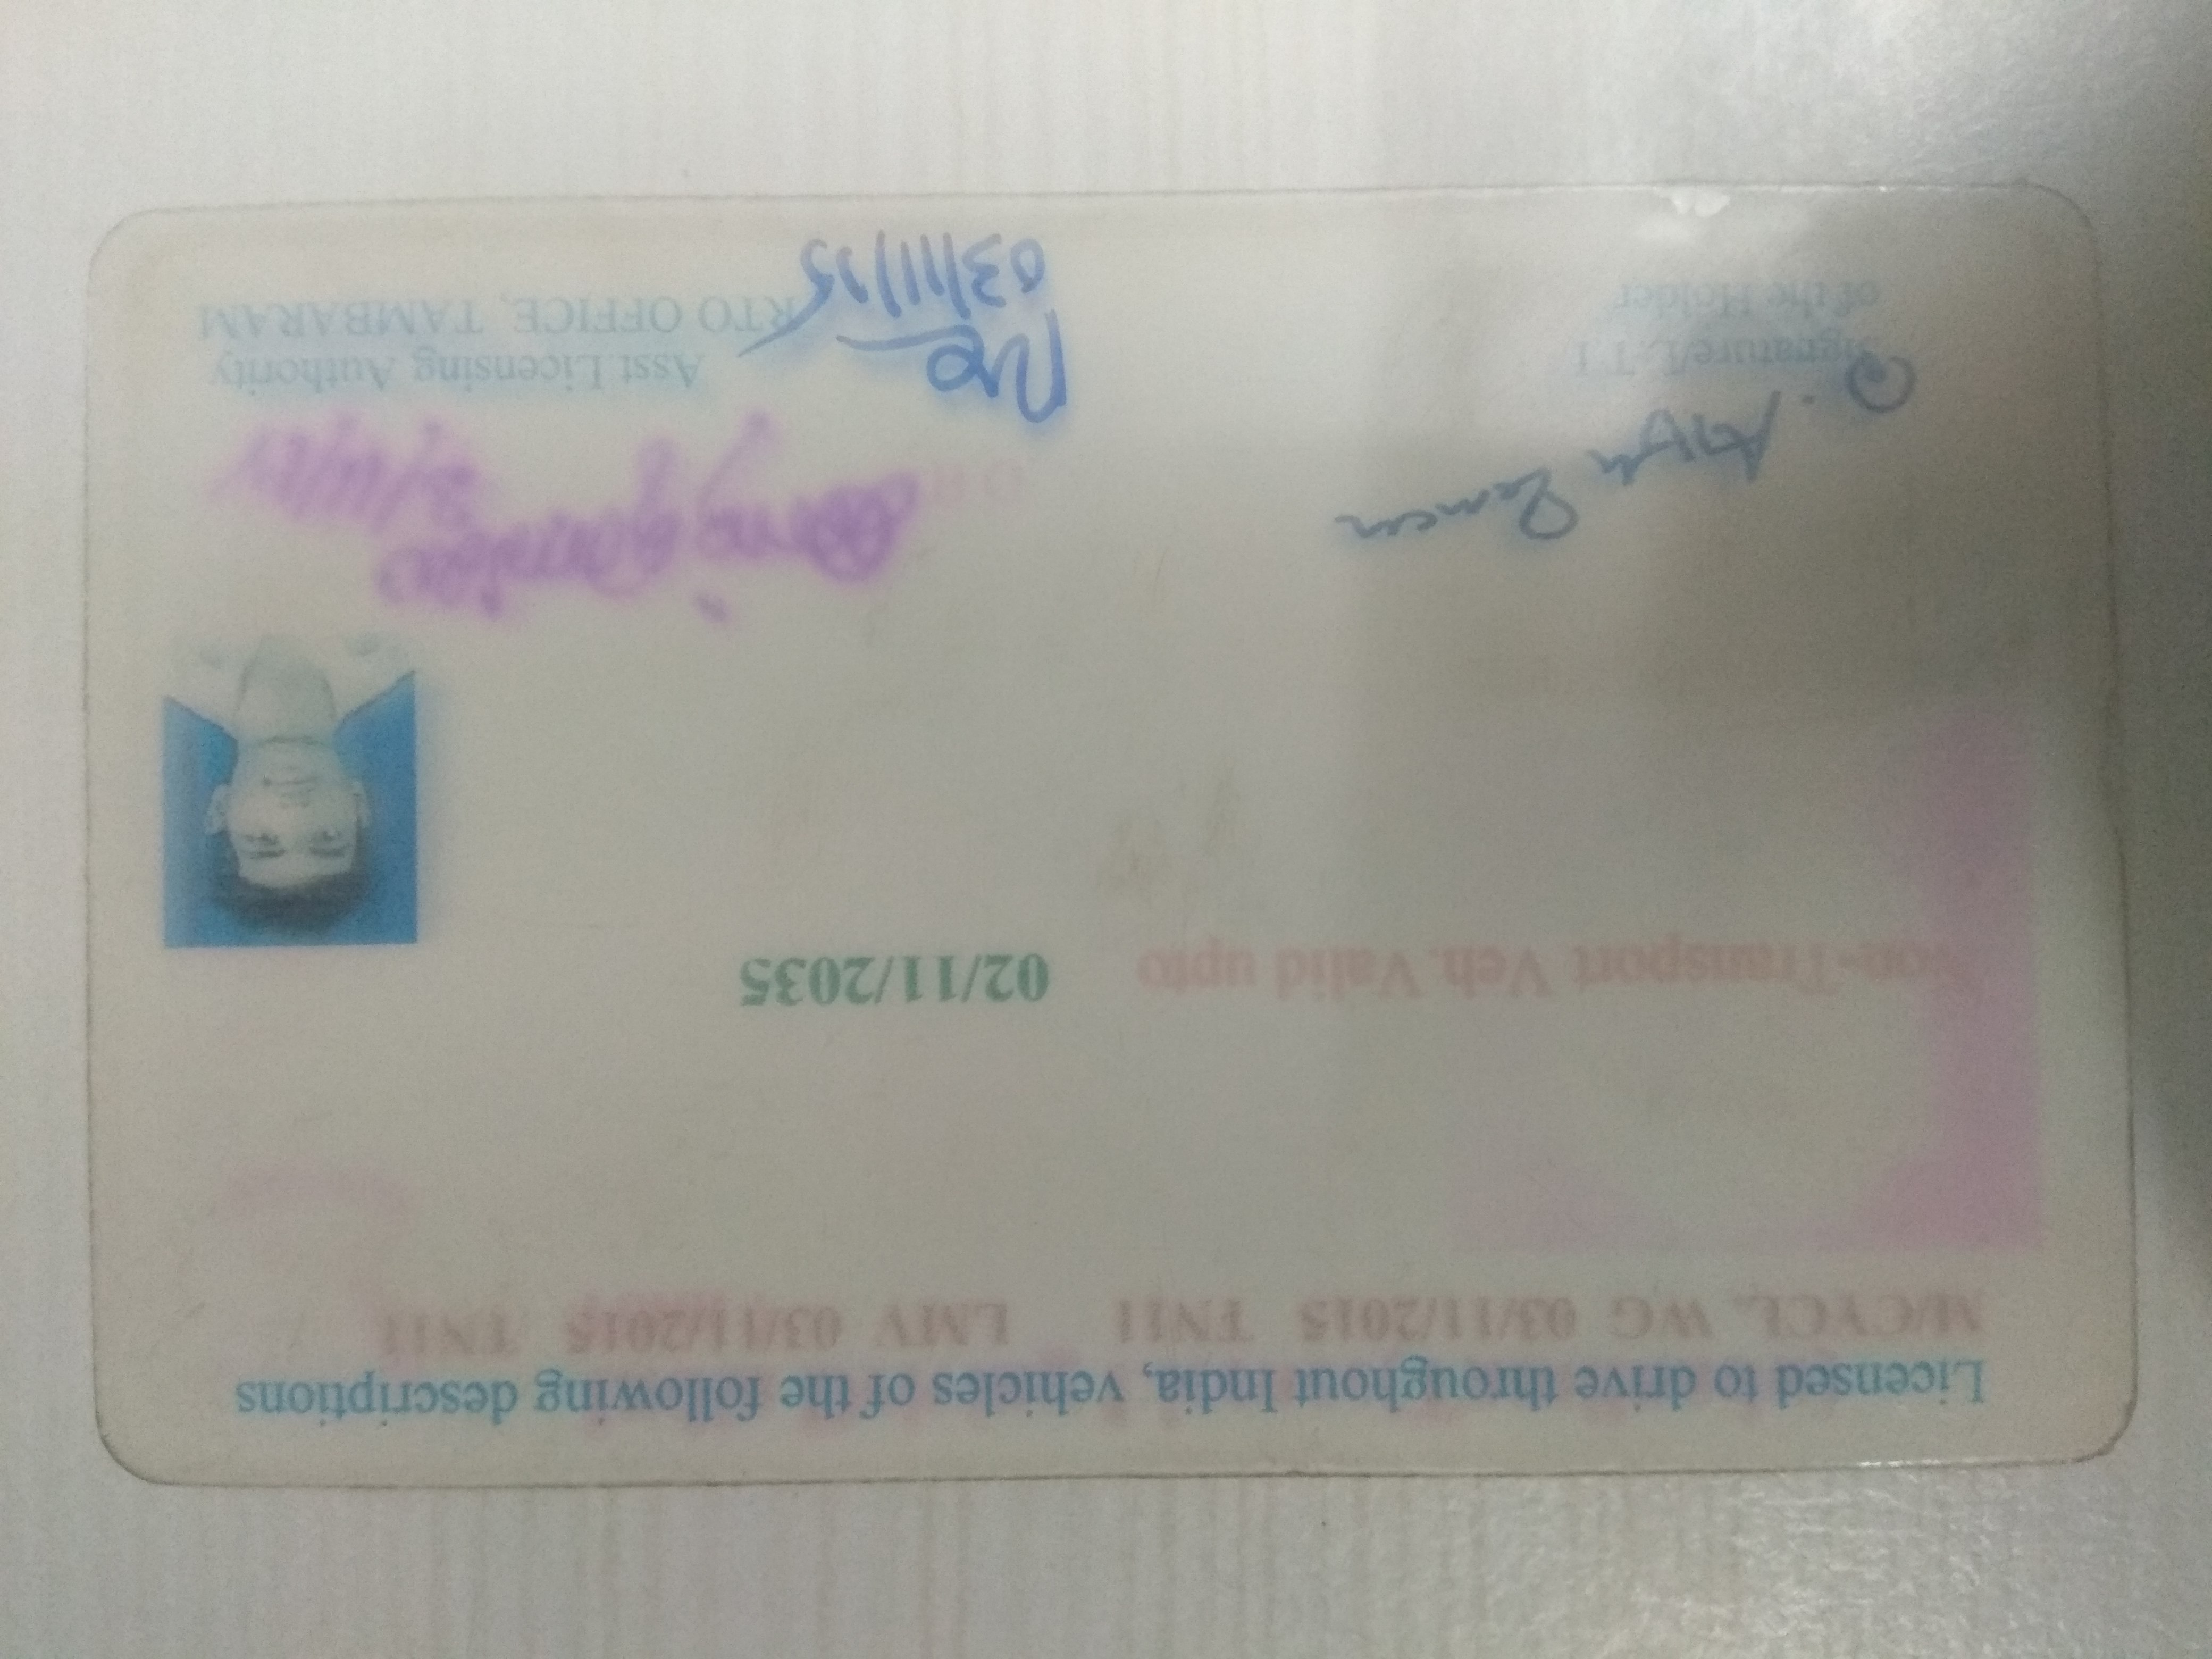 Licensed to drive throughout India, vehicles of the following descriptions
M/CYCL. WG 03/11/2015 TN11 LMV 03/11/2015 TN11
Non-Transport Veh. Valid upto 02/11/2035
Signature/L.T.I
of the Holder
03/11/15
Asst.Licensing Authority
RTO OFFICE, TAMBARAM